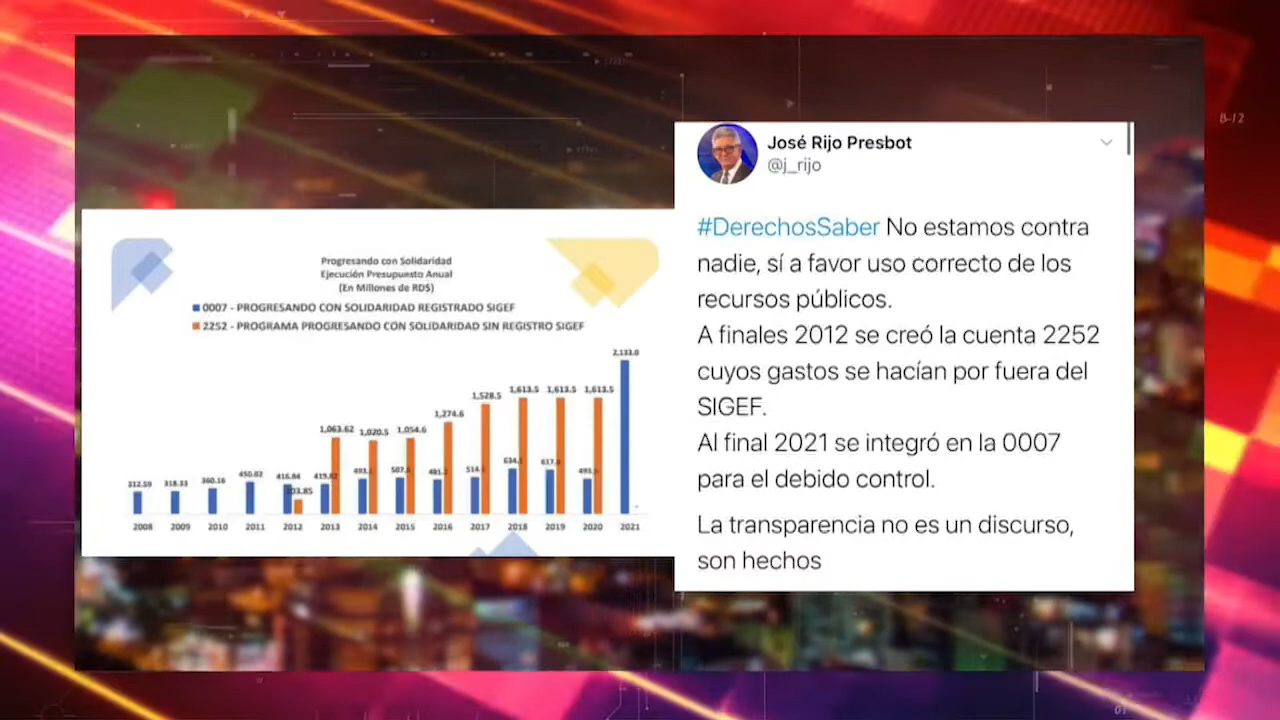 Progresando con Solidaridad
Ejecución Presupuesto Anual
(En Millones de RD$)
0007 - PROGRESANDO CON SOLIDARIDAD REGISTRADO SIGEF
2252 - PROGRAMA PROGRESANDO CON SOLIDARIDAD SIN REGISTRO SIGEF
2,133.0
1,613.5 1,613.5 1,613.5
1,528.5
1,274.6
1,063.62 1,020.5 1,054.6
312.59 318.33 360.16 450.02 416.84
2008 2009 2010 2011 2012 2013 2014 2015 2016 2017 2018 2019 2020 2021
José Rijo Presbot
@j_rijo
#DerechosSaber No estamos contra
nadie, sí a favor uso correcto de los
recursos públicos.
A finales 2012 se creó la cuenta 2252
cuyos gastos se hacían por fuera del
SIGEF.
Al final 2021 se integró en la 0007
para el debido control.
La transparencia no es un discurso,
son hechos
B-12